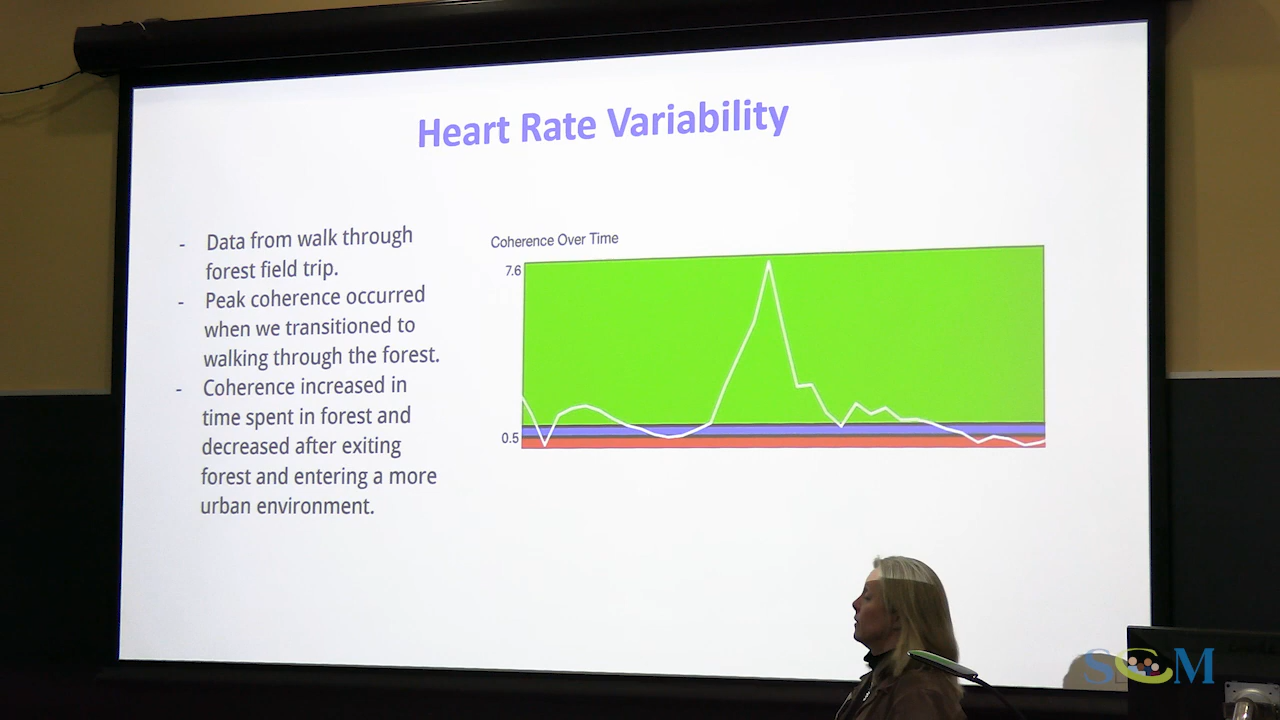 Heart Rate Variability
- Data from walk through
forest field trip.
- Peak coherence occurred
when we transitioned to
walking through the forest.
- Coherence increased in
time spent in forest and
decreased after exiting
forest and entering a more
urban environment.
Coherence Over Time
7.6
0.5
SCM